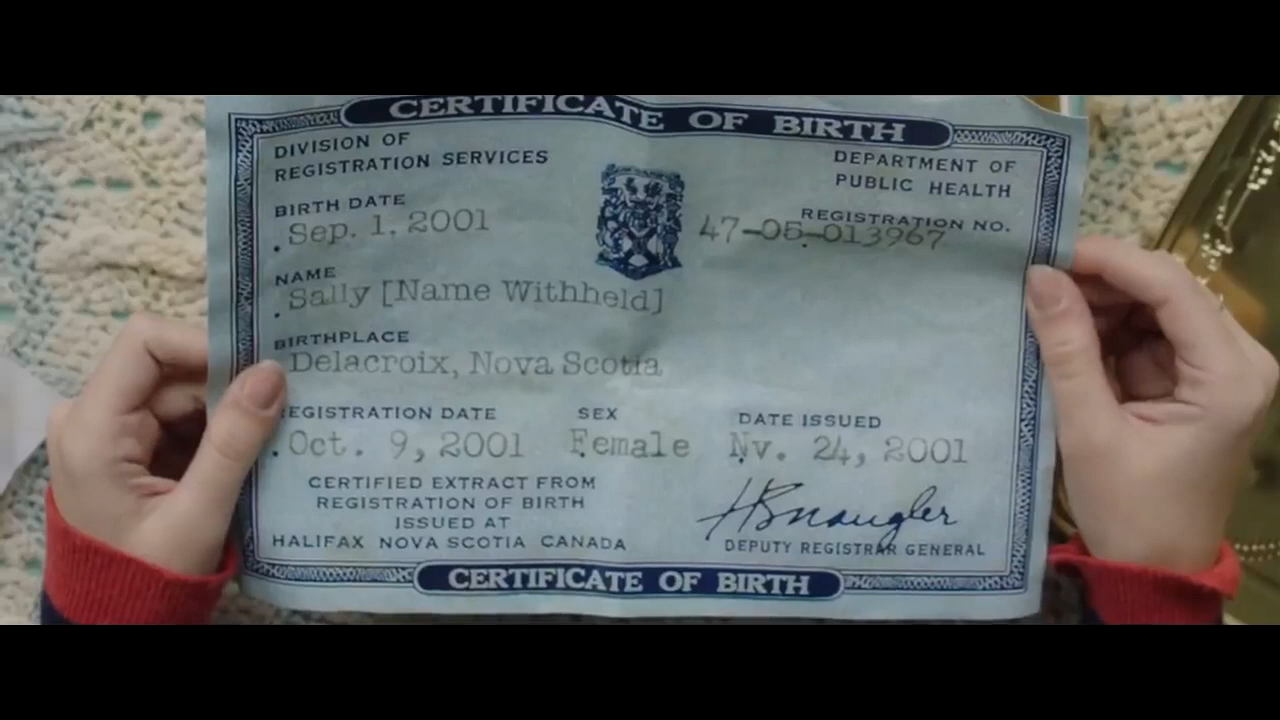 CERTIFICATE OF BIRTH
DIVISION OF
REGISTRATION SERVICES
DEPARTMENT OF
PUBLIC HEALTH
BIRTH DATE
Sep. 1, 2001
REGISTRATION NO.
47-05-013967
NAME
Sally [Name Withheld]
BIRTHPLACE
Delacroix, Nova Scotia
EGISTRATION DATE SEX DATE ISSUED
Oct. 9, 2001 Female Nv. 24, 2001
CERTIFIED EXTRACT FROM
REGISTRATION OF BIRTH
ISSUED AT
HALIFAX NOVA SCOTIA CANADA
HBnaugler
DEPUTY REGISTRAR GENERAL
CERTIFICATE OF BIRTH